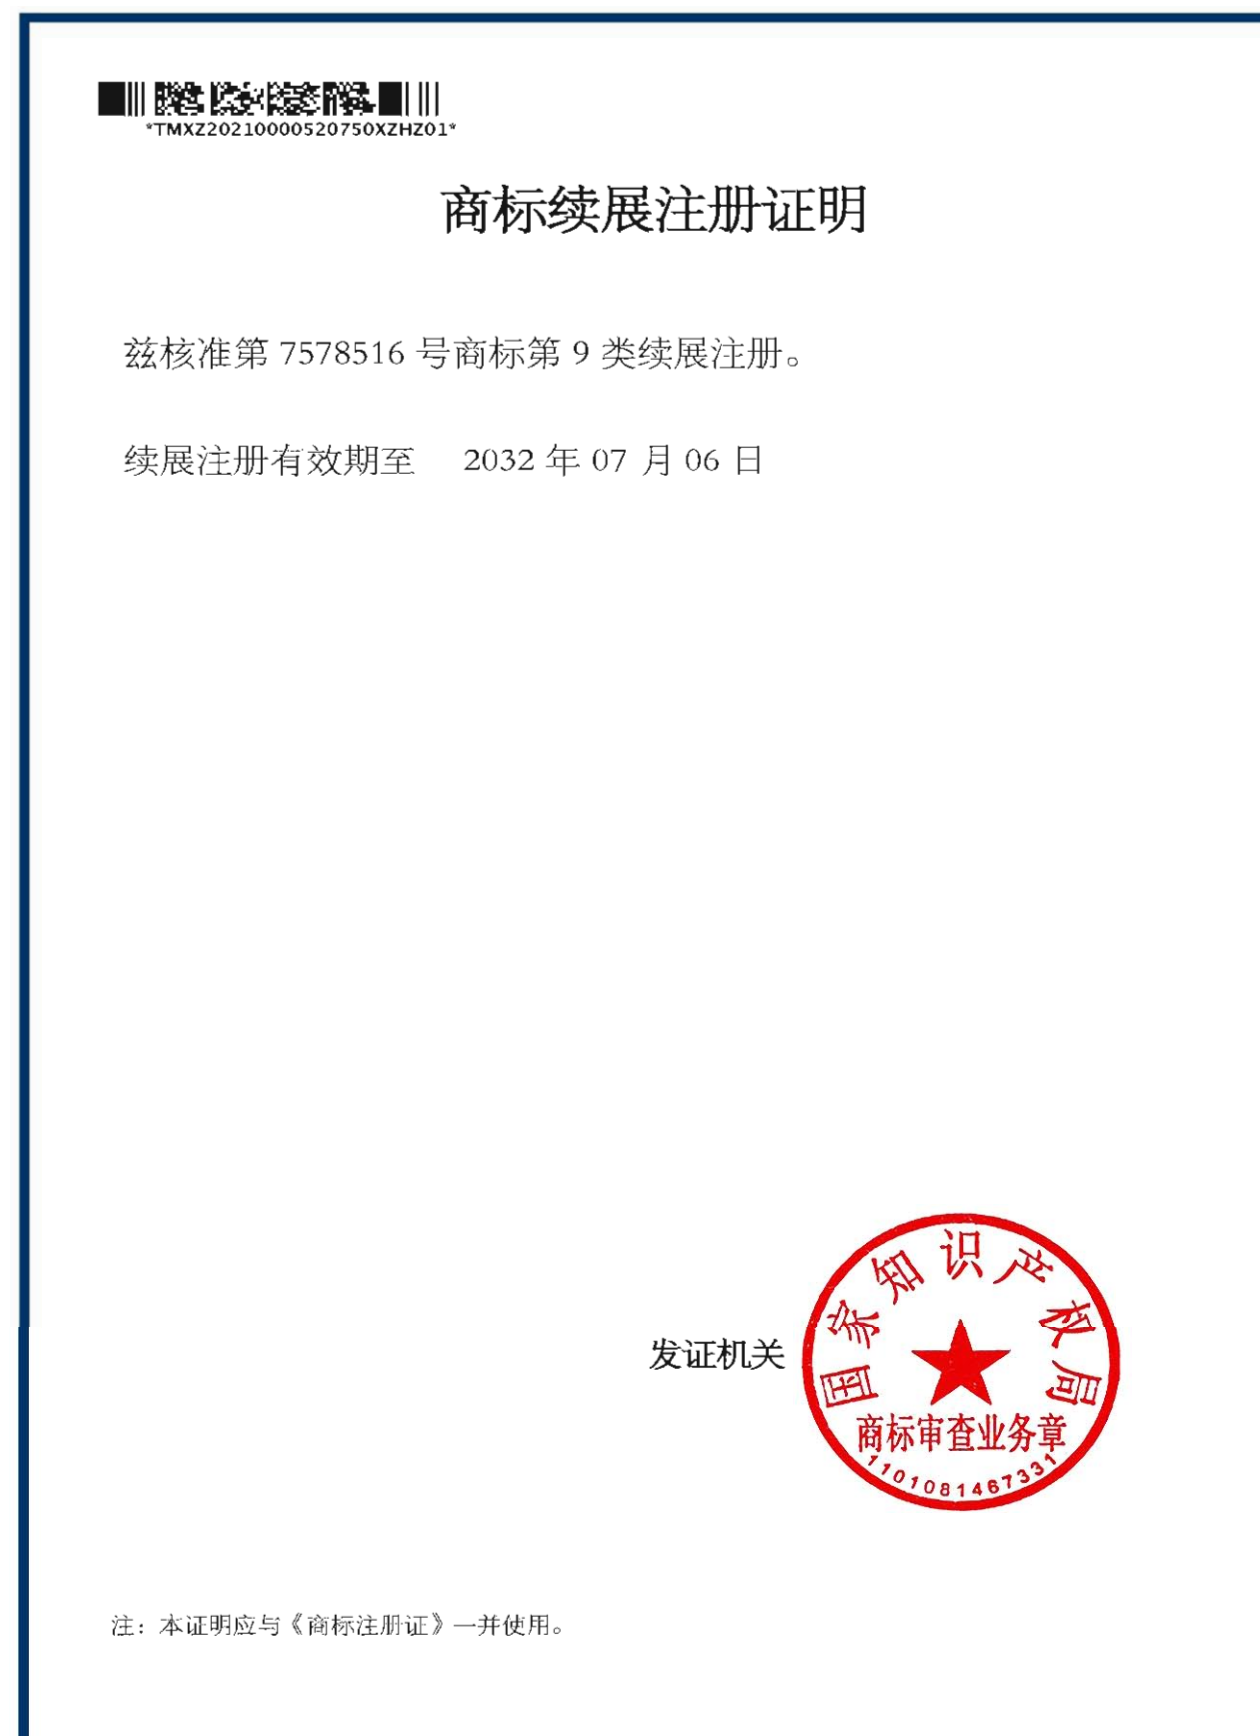 *TMXZ20210000520750XZHZ01*
商标续展注册证明
兹核准第 7578516 号商标第 9 类续展注册。
续展注册有效期至 2032 年 07 月 06 日
国家知识产权局
发证机关
商标审查业务章
1101081467331
注：本证明应与《商标注册证》一并使用。